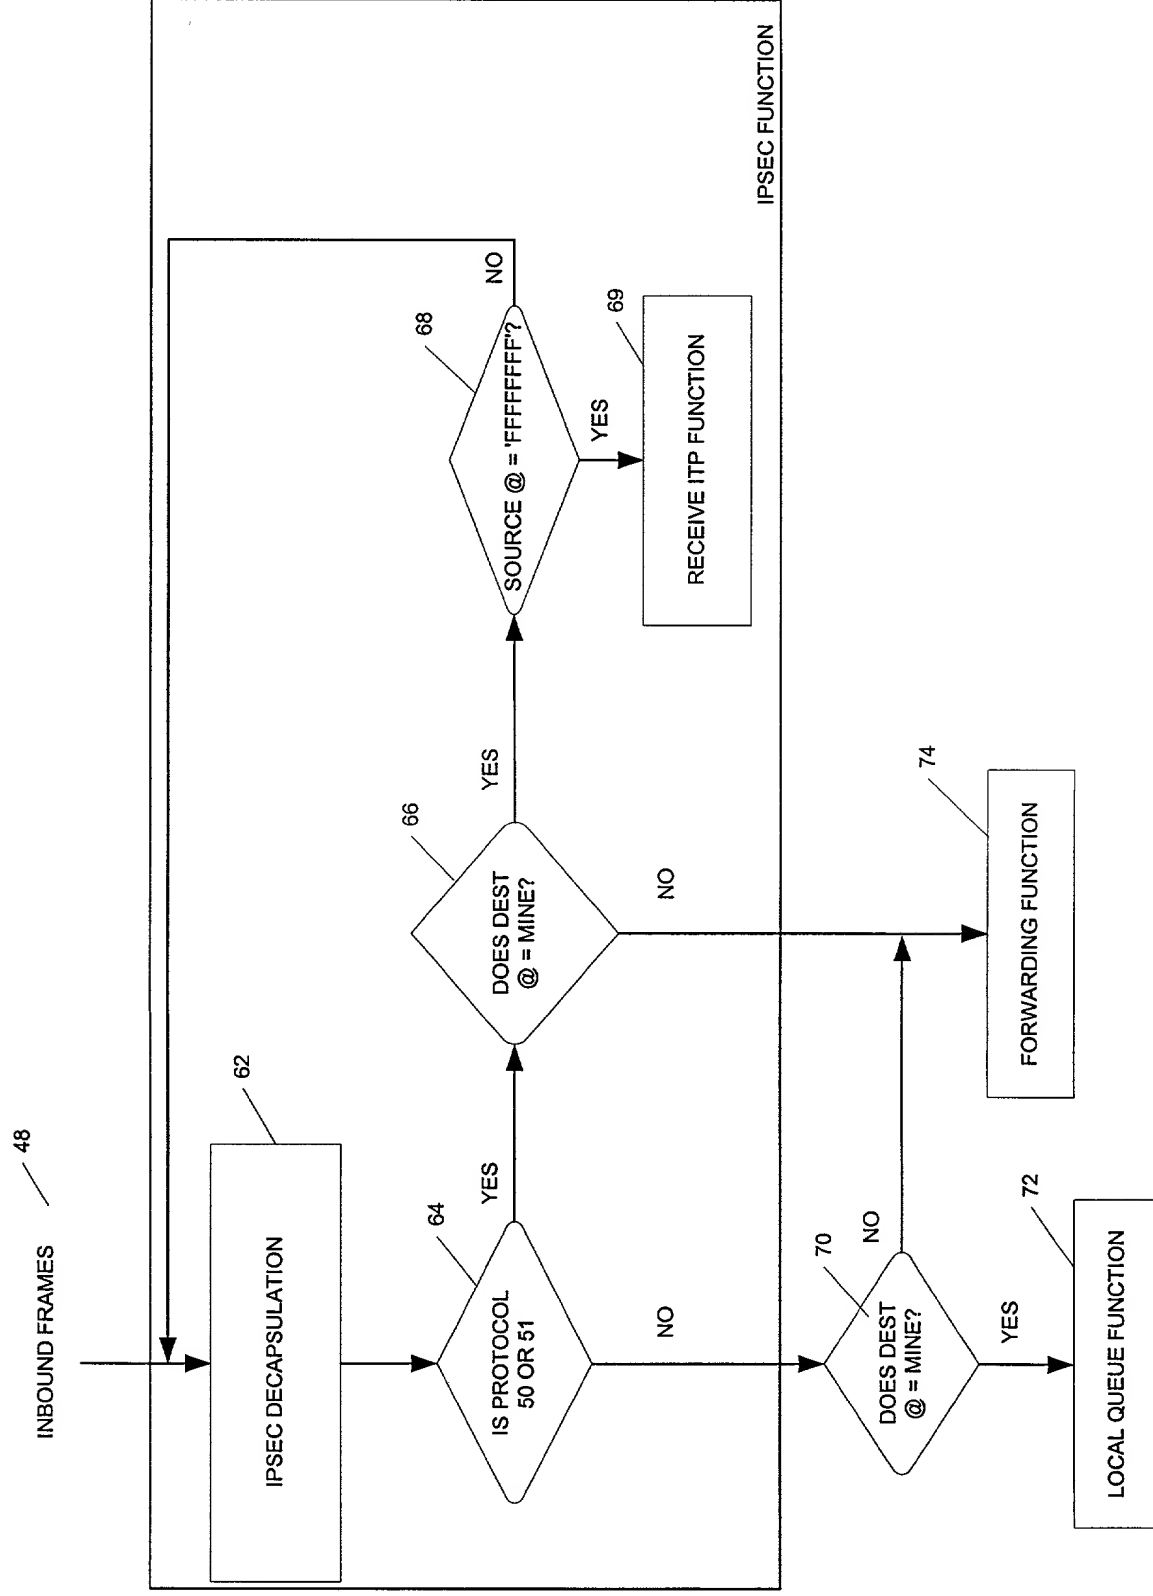 INBOUND FRAMES
48
IPSEC DECAPSULATION
62
IS PROTOCOL
50 OR 51
64
YES
NO
DOES DEST
@ = MINE?
66
YES
NO
SOURCE @ = 'FFFFFFFF'?
68
NO
YES
RECEIVE ITP FUNCTION
69
IPSEC FUNCTION
DOES DEST
@ = MINE?
70
NO
YES
LOCAL QUEUE FUNCTION
72
FORWARDING FUNCTION
74